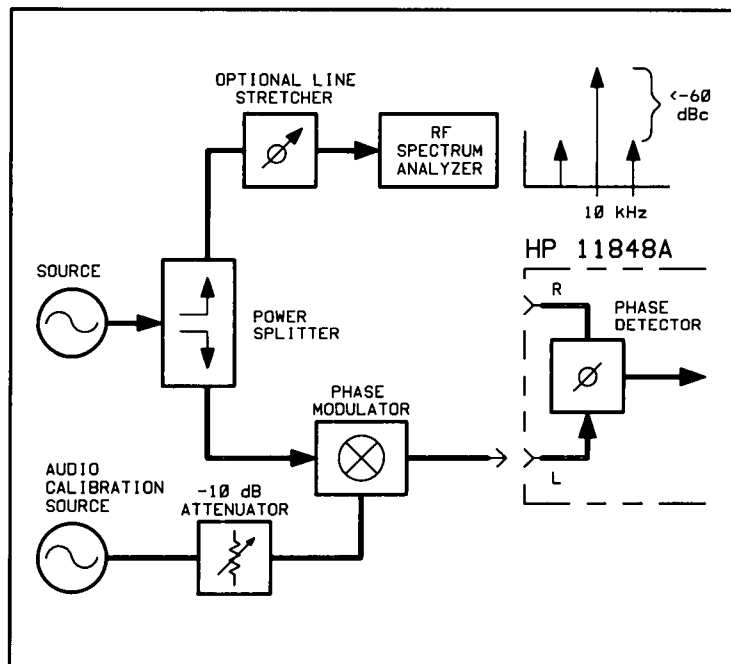 OPTIONAL LINE
STRETCHER
RF
SPECTRUM
ANALYZER
<-60
dBc
10 kHz
HP 11848A
SOURCE
POWER
SPLITTER
R
PHASE
DETECTOR
PHASE
MODULATOR
L
AUDIO
CALIBRATION
SOURCE
-10 dB
ATTENUATOR